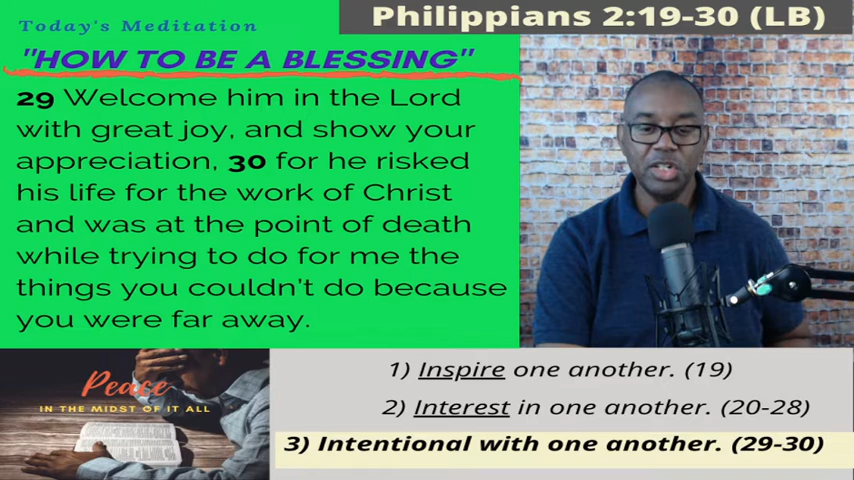 Today's Meditation
Philippians 2:19-30 (LB)
"HOW TO BE A BLESSING"
29 Welcome him in the Lord
with great joy, and show your
appreciation, 30 for he risked
his life for the work of Christ
and was at the point of death
while trying to do for me the
things you couldn't do because
you were far away.
Peace
IN THE MIDST OF IT ALL
1) Inspire one another. (19)
2) Interest in one another. (20-28)
3) Intentional with one another. (29-30)